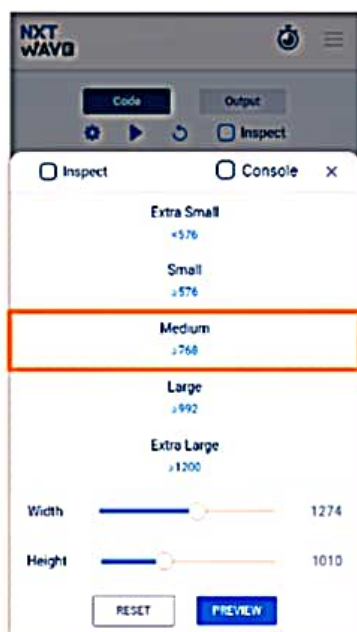 NXT
WAVE
Code Output
Inspect
Inspect Console ×
Extra Small
<576
Small
≥576
Medium
≥768
Large
≥992
Extra Large
≥1200
Width 1274
Height 1010
RESET PREVIEW